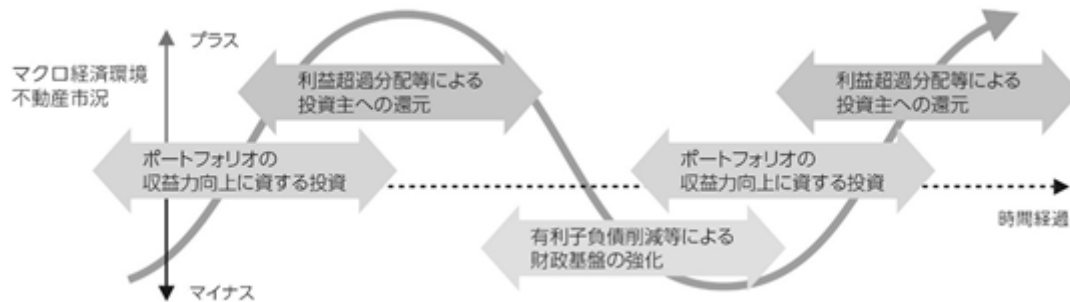 プラス
マクロ経済環境
不動産市況
利益超過分配等による
投資主への還元
利益超過分配等による
投資主への還元
ポートフォリオの
収益力向上に資する投資
ポートフォリオの
収益力向上に資する投資
時間経過
有利子負債削減等による
財政基盤の強化
マイナス